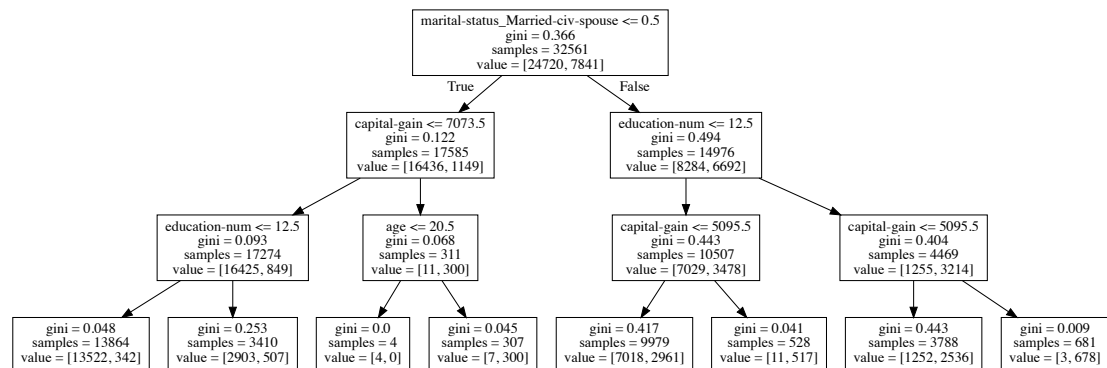 marital-status_Married-civ-spouse <= 0.5
gini = 0.366
samples = 32561
value = [24720, 7841]
True
False
capital-gain <= 7073.5
gini = 0.122
samples = 17585
value = [16436, 1149]
education-num <= 12.5
gini = 0.494
samples = 14976
value = [8284, 6692]
education-num <= 12.5
gini = 0.093
samples = 17274
value = [16425, 849]
age <= 20.5
gini = 0.068
samples = 311
value = [11, 300]
capital-gain <= 5095.5
gini = 0.443
samples = 10507
value = [7029, 3478]
capital-gain <= 5095.5
gini = 0.404
samples = 4469
value = [1255, 3214]
gini = 0.048
samples = 13864
value = [13522, 342]
gini = 0.253
samples = 3410
value = [2903, 507]
gini = 0.0
samples = 4
value = [4, 0]
gini = 0.045
samples = 307
value = [7, 300]
gini = 0.417
samples = 9979
value = [7018, 2961]
gini = 0.041
samples = 528
value = [11, 517]
gini = 0.443
samples = 3788
value = [1252, 2536]
gini = 0.009
samples = 681
value = [3, 678]